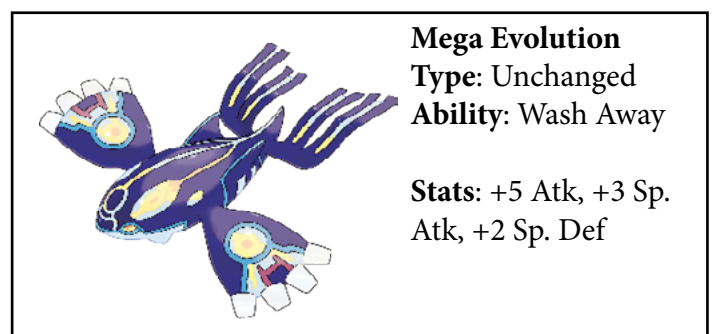 Mega Evolution
Type: Unchanged
Ability: Wash Away
Stats: +5 Atk, +3 Sp.
Atk, +2 Sp. Def